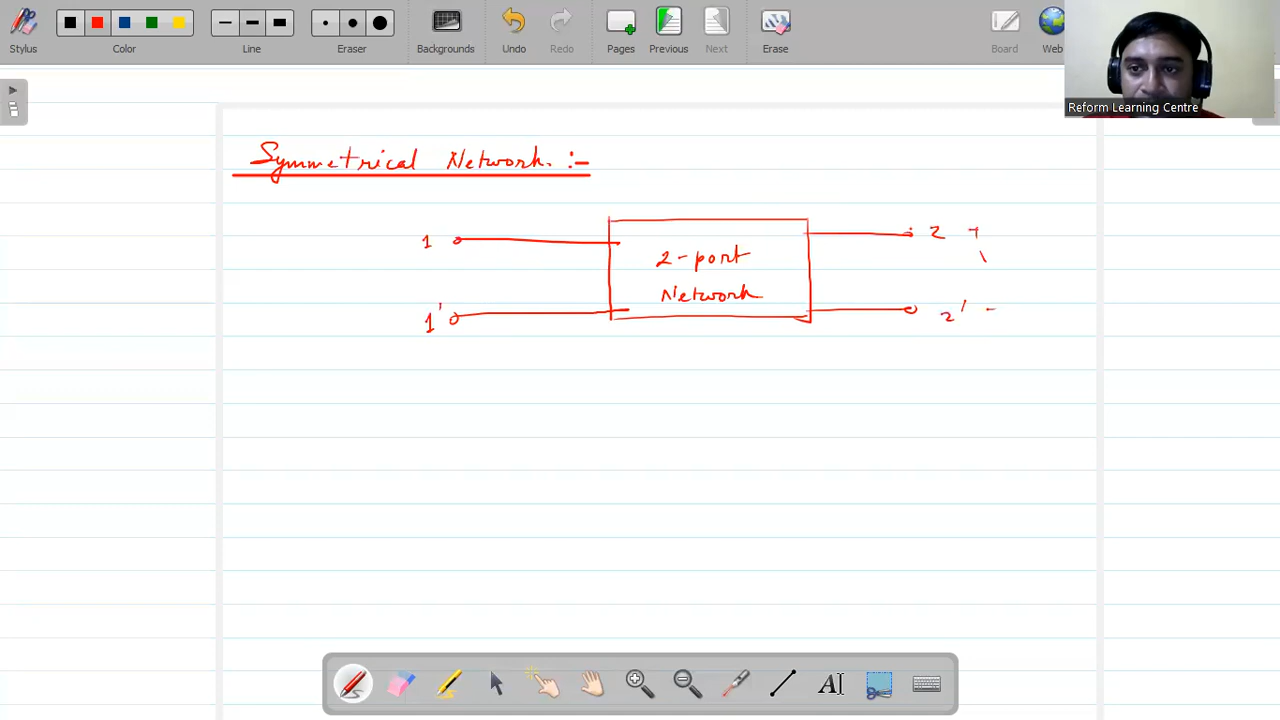 Stylus Color Line Eraser Backgrounds Undo Redo Pages Previous Next Erase Board Web
Reform Learning Centre
Symmetrical Network. :-
1 2-port 2 +
Network
1' 2' -